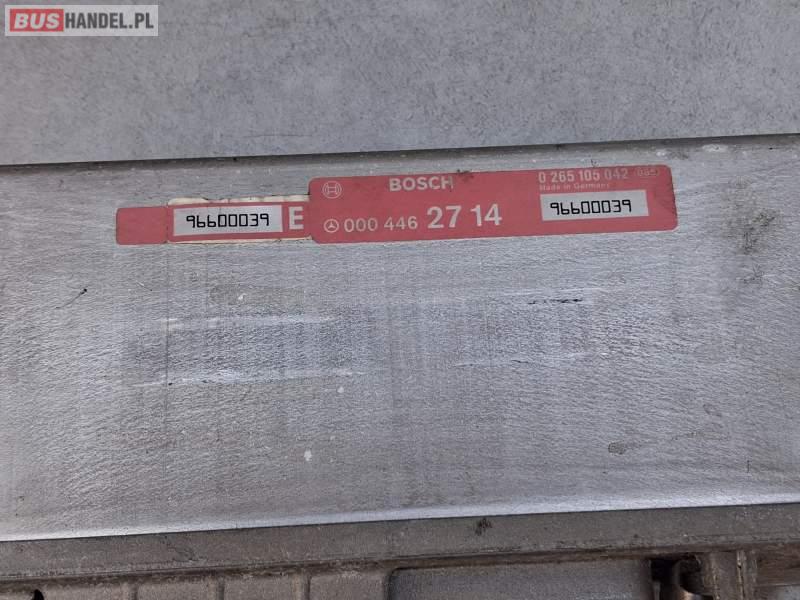 BUSHANDEL.PL
BOSCH 0 265 105 042
Made in Germany
96600039 E 000 446 27 14 96600039